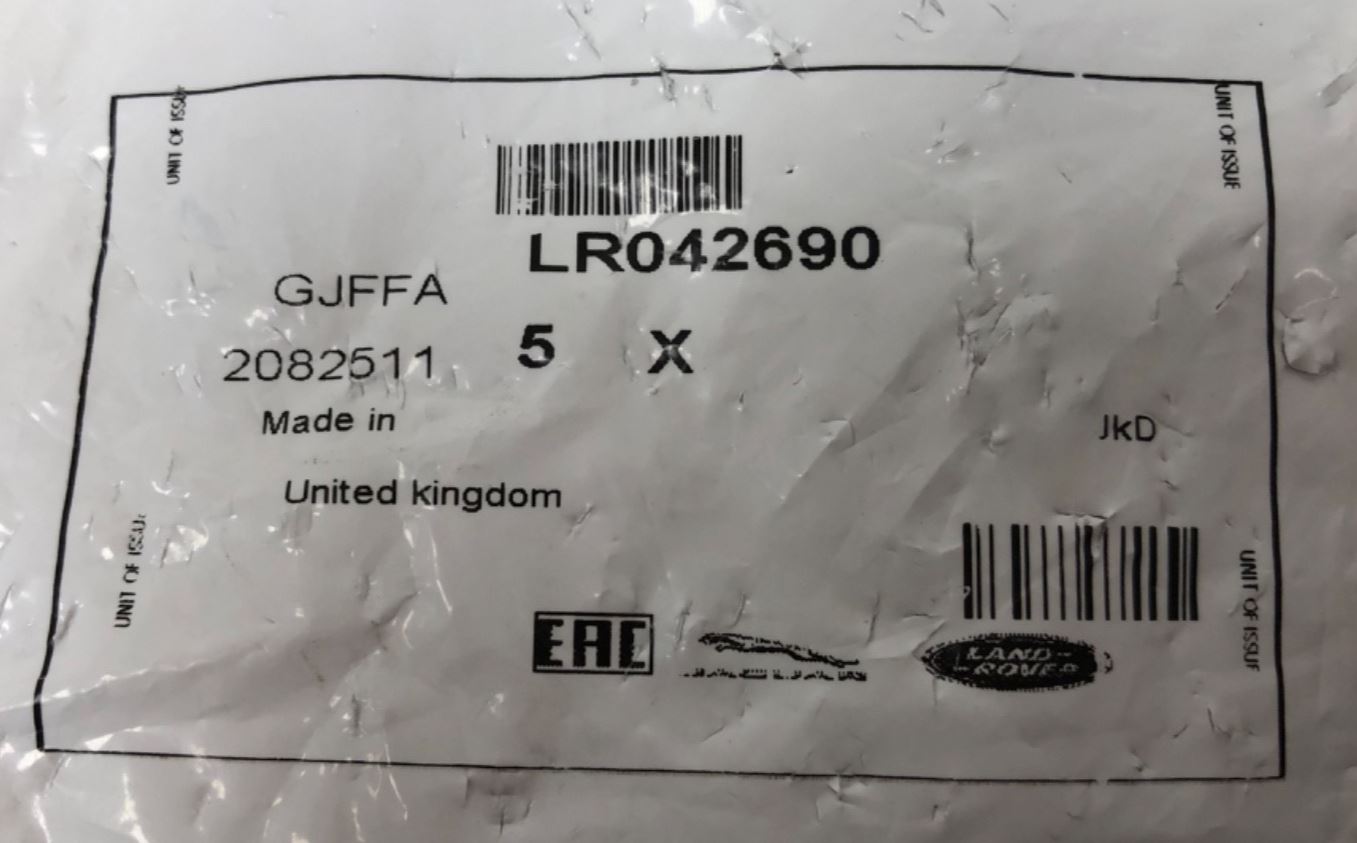 UNIT OF ISSUE
UNIT OF ISSUE
LR042690
GJFFA
2082511 5 X
Made in
JkD
United kingdom
UNIT OF ISSUE
UNIT OF ISSUE
EAC
LAND-
-ROVER